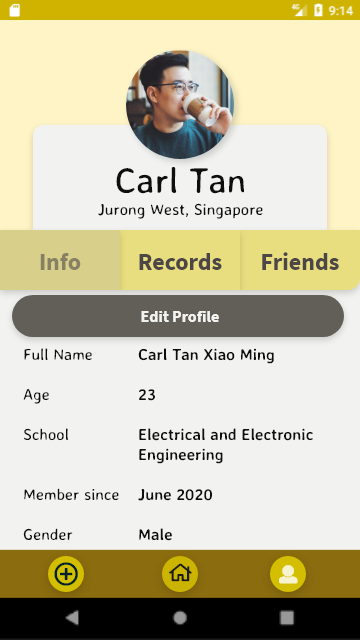 4G 9:14
Carl Tan
Jurong West, Singapore
Info Records Friends
Edit Profile
Full Name Carl Tan Xiao Ming
Age 23
School Electrical and Electronic
Engineering
Member since June 2020
Gender Male